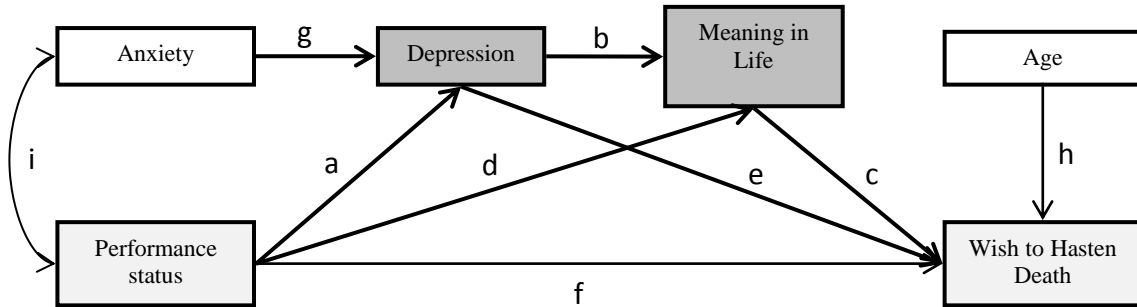 Anxiety
g
Depression
b
Meaning in
Life
Age
i
a
d
e
c
h
Performance
status
f
Wish to Hasten
Death